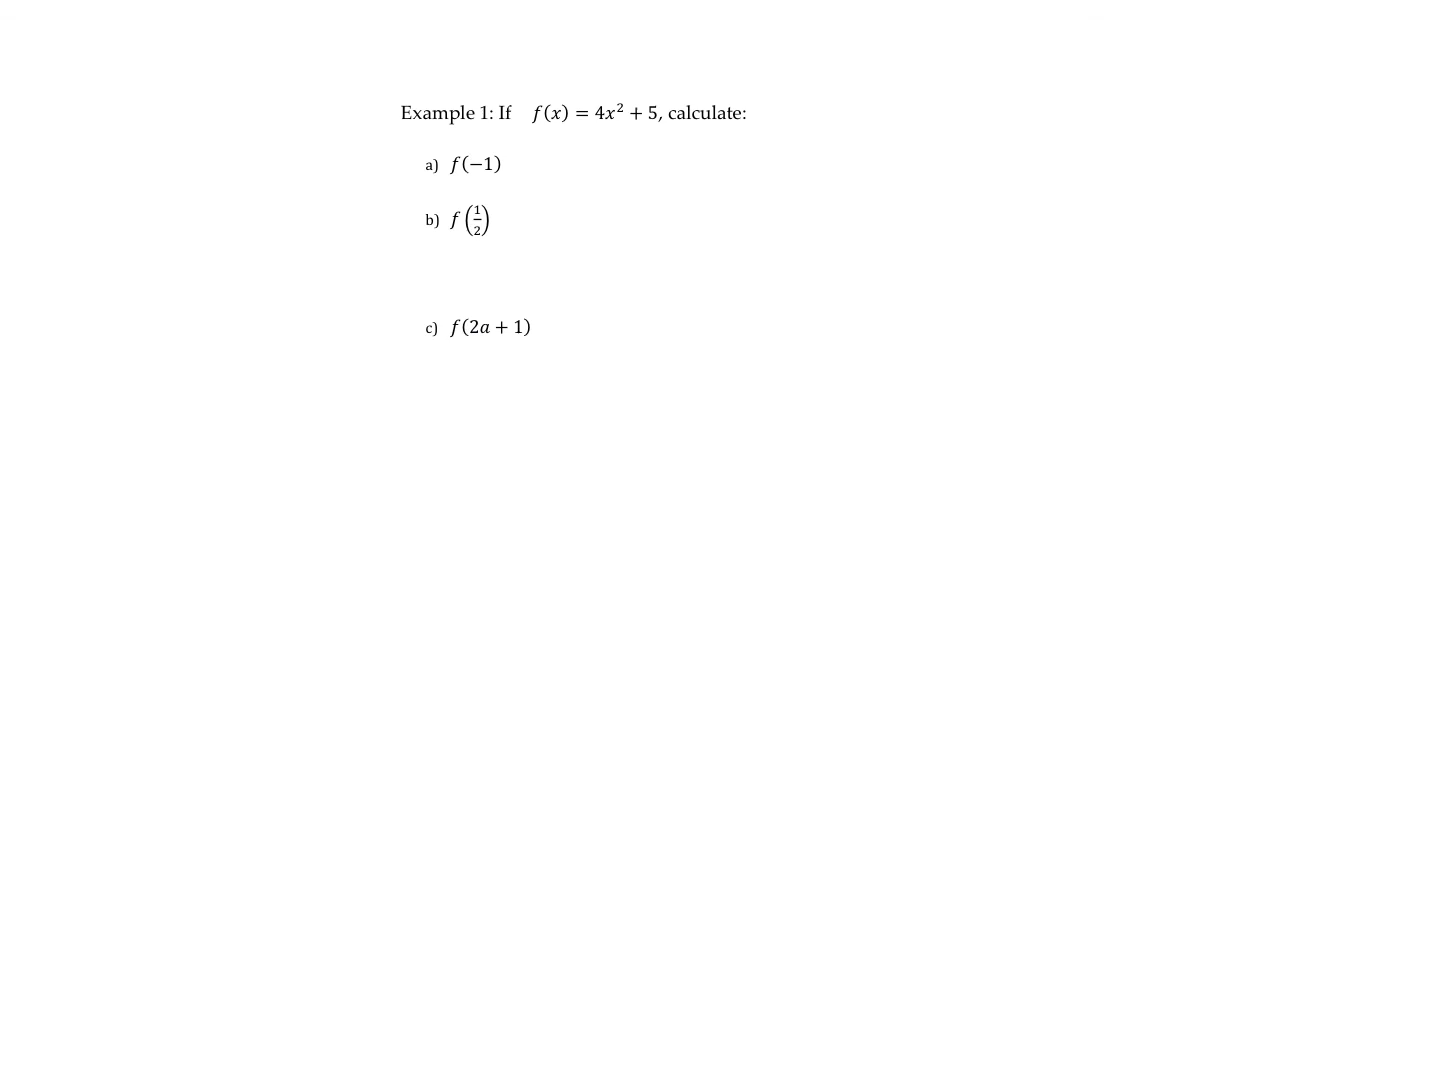 Example 1: If f(x) = 4x² + 5, calculate:
a) f(−1)
b) f(1/2)
c) f(2a + 1)